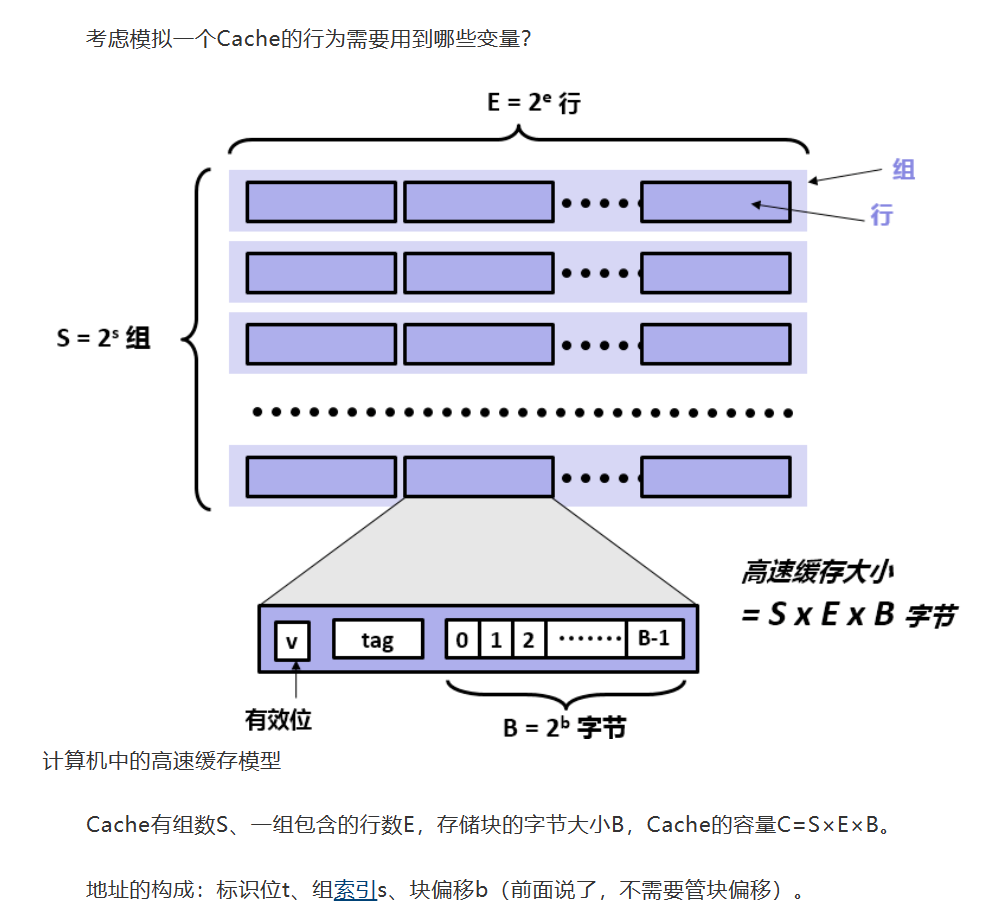 考虑模拟一个Cache的行为需要用到哪些变量？
E = 2ᵉ 行
组
行
S = 2ˢ 组
高速缓存大小
= S x E x B 字节
v
tag
0
1
2
B-1
有效位
B = 2ᵇ 字节
计算机中的高速缓存模型
Cache有组数S、一组包含的行数E，存储块的字节大小B，Cache的容量C=S×E×B。
地址的构成：标识位t、组索引s、块偏移b（前面说了，不需要管块偏移）。